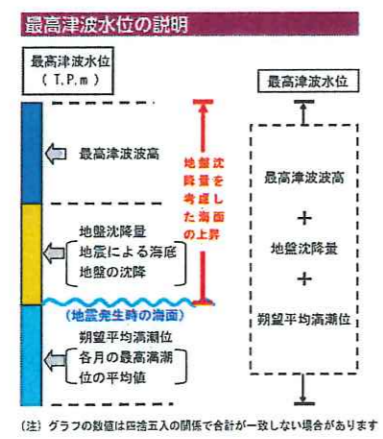 最高津波水位の説明
最高津波水位
(T.P.m)
最高津波波高
地盤沈
降量を
考慮し
た海面
の上昇
地盤沈降量
地震による海底
地盤の沈降
(地震発生時の海面)
朔望平均満潮位
各月の最高満潮
位の平均値
最高津波水位
最高津波波高
+
地盤沈降量
+
朔望平均満潮位
(注) グラフの数値は四捨五入の関係で合計が一致しない場合があります